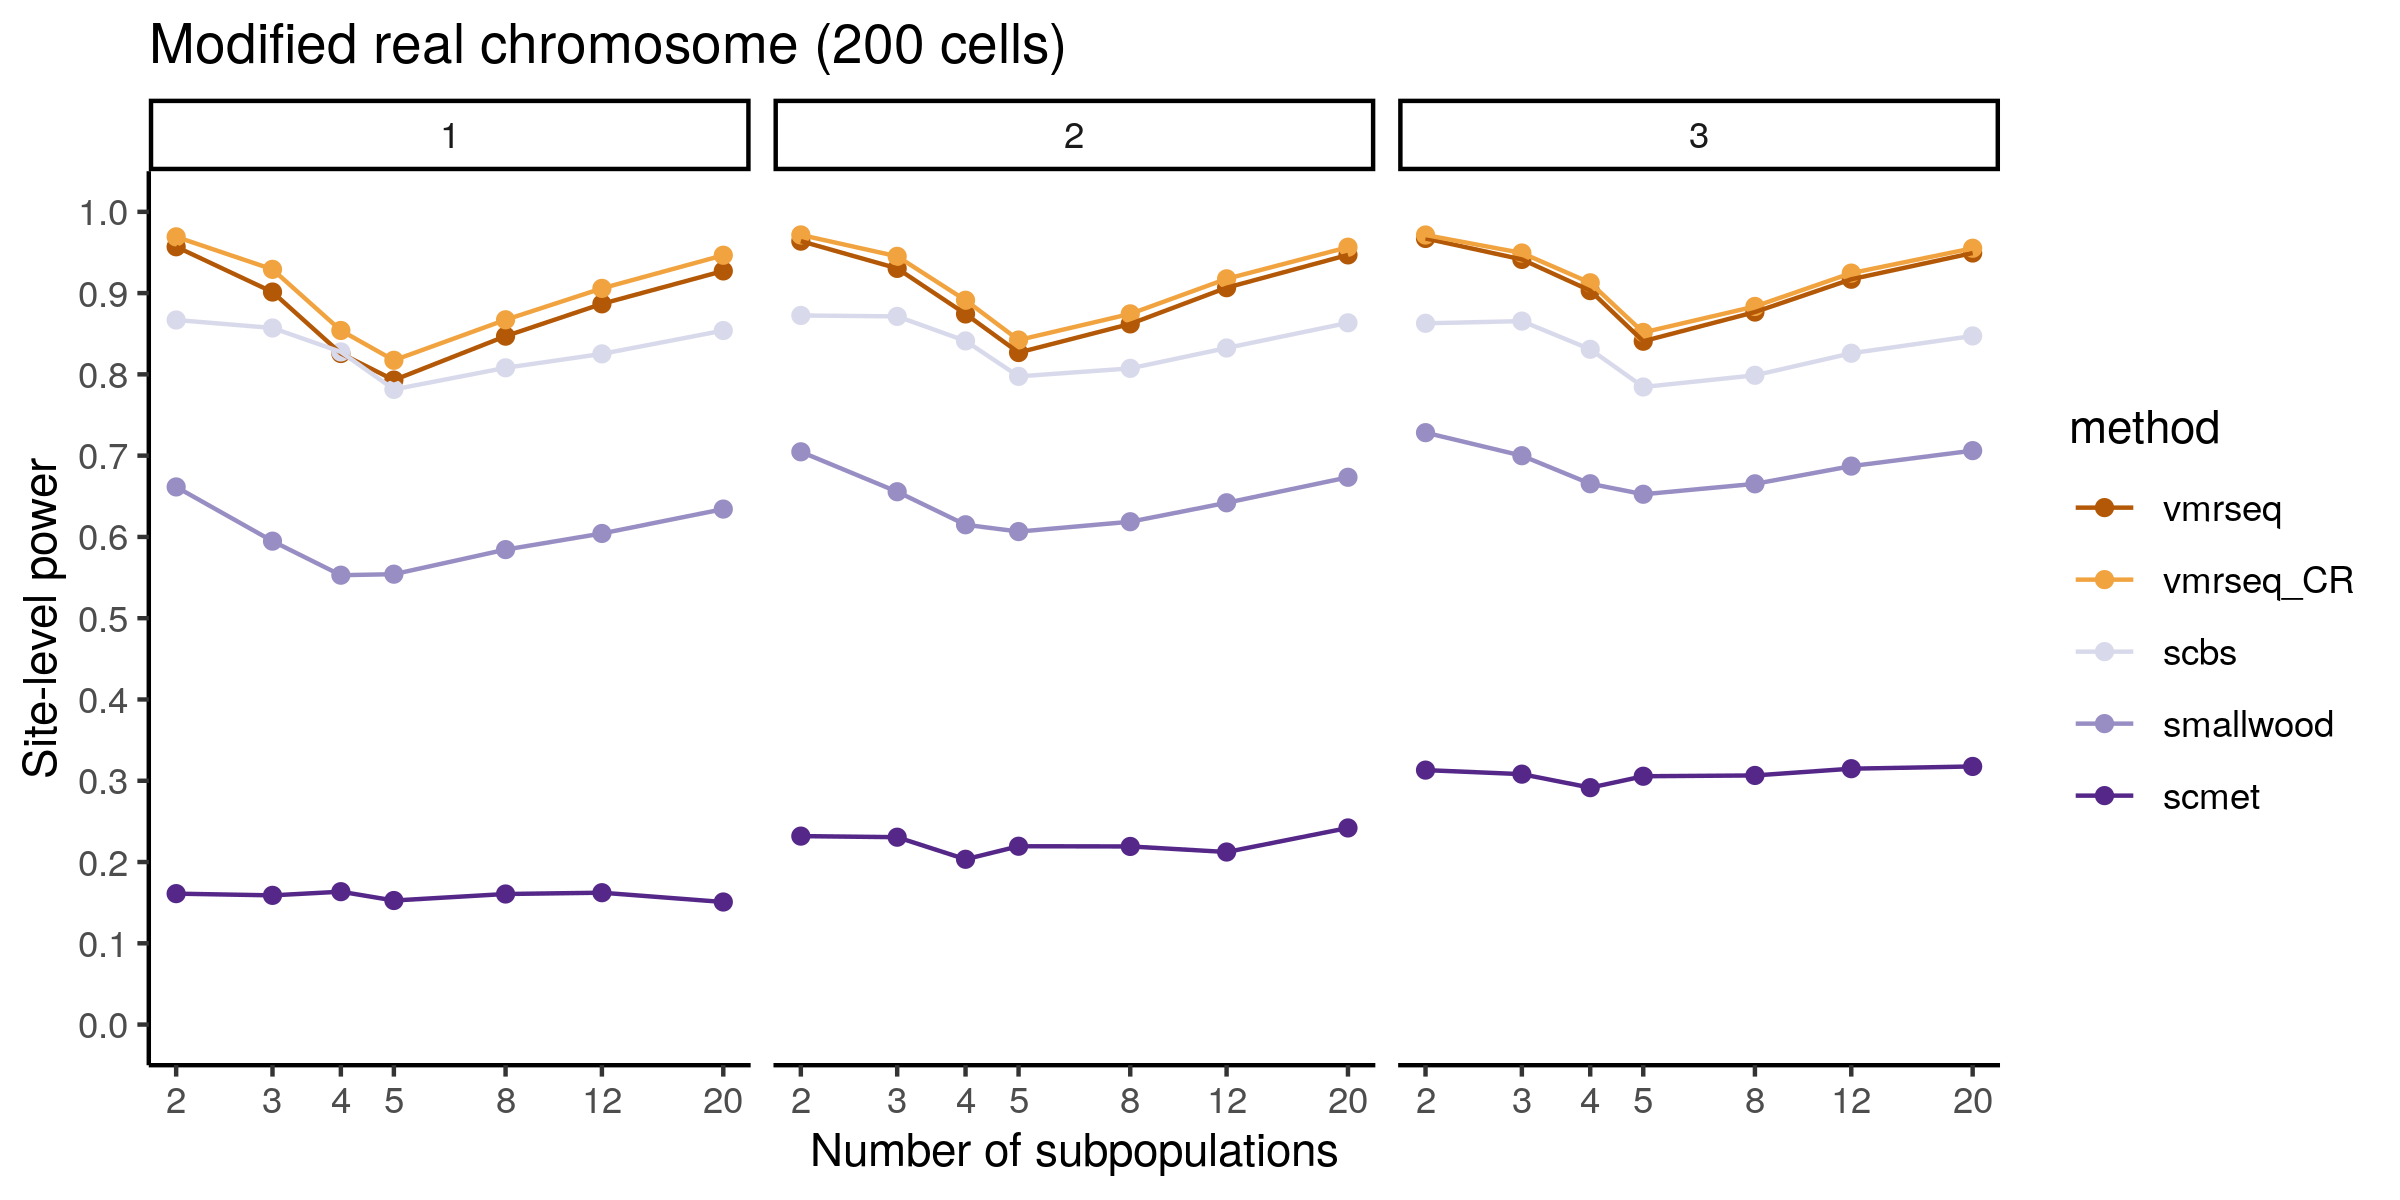 Modified real chromosome (200 cells)
1 2 3
1.0
0.9
0.8
0.7
0.6
0.5
0.4
0.3
0.2
0.1
0.0
Site-level power
2 3 4 5 8 12 20 2 3 4 5 8 12 20 2 3 4 5 8 12 20
Number of subpopulations
method
vmrseq
vmrseq_CR
scbs
smallwood
scmet